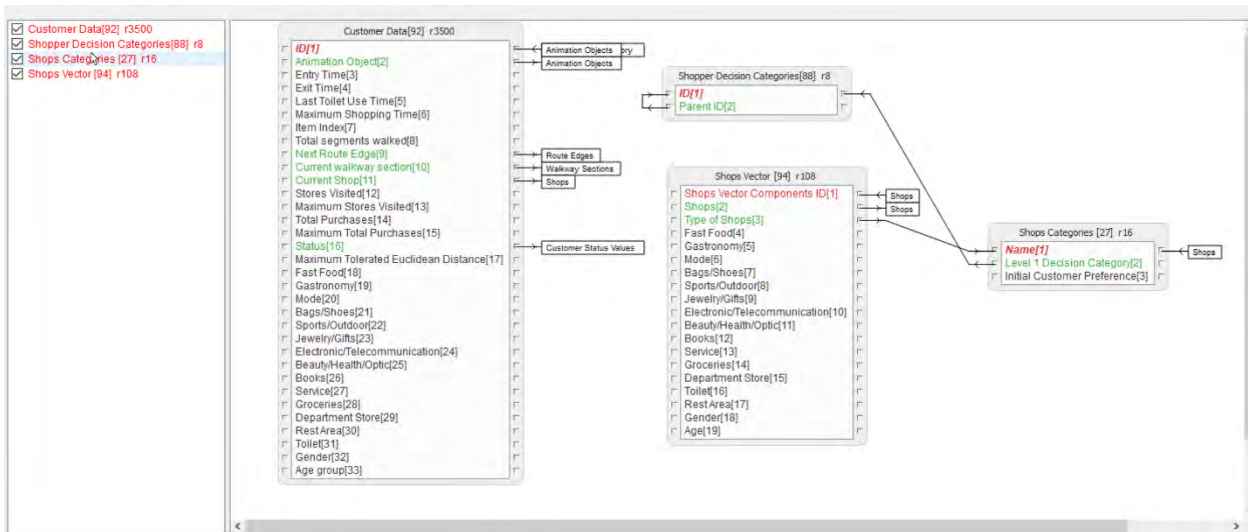 Customer Data[92] r3500
Shopper Decision Categories[88] r8
Shops Categories [27] r16
Shops Vector [94] r108
Customer Data[92] r3500
ID[1]
Animation Object[2]
Entry Time[3]
Exit Time[4]
Last Toilet Use Time[5]
Maximum Shopping Time[6]
Item Index[7]
Total segments walked[8]
Next Route Edge[9]
Current walkway section[10]
Current Shop[11]
Stores Visited[12]
Maximum Stores Visited[13]
Total Purchases[14]
Maximum Total Purchases[15]
Status[16]
Maximum Tolerated Euclidean Distance[17]
Fast Food[18]
Gastronomy[19]
Mode[20]
Bags/Shoes[21]
Sports/Outdoor[22]
Jewelry/Gifts[23]
Electronic/Telecommunication[24]
Beauty/Health/Optic[25]
Books[26]
Service[27]
Groceries[28]
Department Store[29]
Rest Area[30]
Toilet[31]
Gender[32]
Age group[33]
Animation Objects ory
Animation Objects
Route Edges
Walkway Sections
Shops
Customer Status Values
Shopper Decision Categories[88] r8
ID[1]
Parent ID[2]
Shops Vector [94] r108
Shops Vector Components ID[1]
Shops[2]
Type of Shops[3]
Fast Food[4]
Gastronomy[5]
Mode[6]
Bags/Shoes[7]
Sports/Outdoor[8]
Jewelry/Gifts[9]
Electronic/Telecommunication[10]
Beauty/Health/Optic[11]
Books[12]
Service[13]
Groceries[14]
Department Store[15]
Toilet[16]
Rest Area[17]
Gender[18]
Age[19]
Shops
Shops
Shops Categories [27] r16
Name[1]
Level 1 Decision Category[2]
Initial Customer Preference[3]
Shops